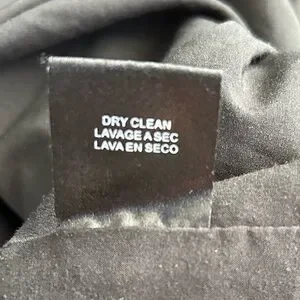 DRY CLEAN
LAVAGE A SEC
LAVA EN SECO